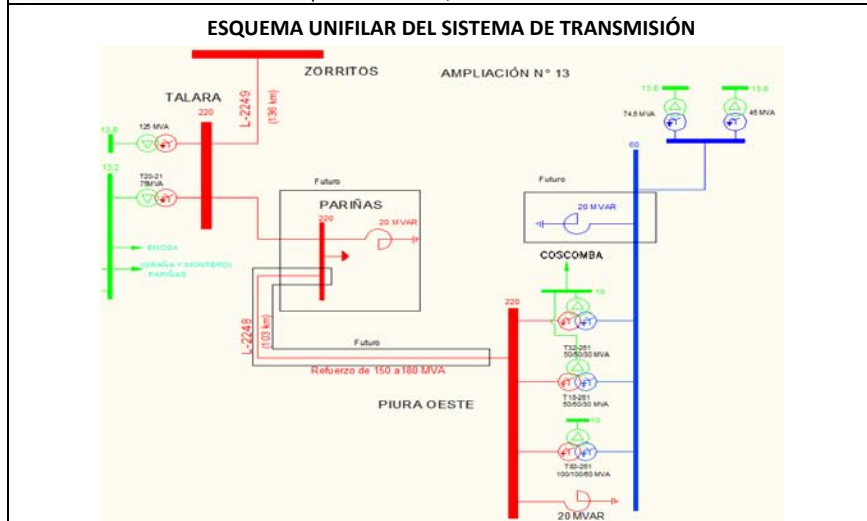 ESQUEMA UNIFILAR DEL SISTEMA DE TRANSMISIÓN
ZORRITOS
AMPLIACIÓN N° 13
TALARA
220
L-2249
(136 km)
13.8
125 MVA
13.2
T20-21
75MVA
13.8
13.8
74.6 MVA
45 MVA
60
Futuro
PARIÑAS
220
20 MVAR
Futuro
20 MVAR
ENOSA
(GRAÑA Y MONTERO)
PARIÑAS
COSCOMBA
10
220
L-2248
(103 km)
Futuro
Refuerzo de 150 a 180 MVA
T32-261
50/50/30 MVA
T15-261
50/50/30 MVA
PIURA OESTE
10
100/100/60 MVA
20 MVAR